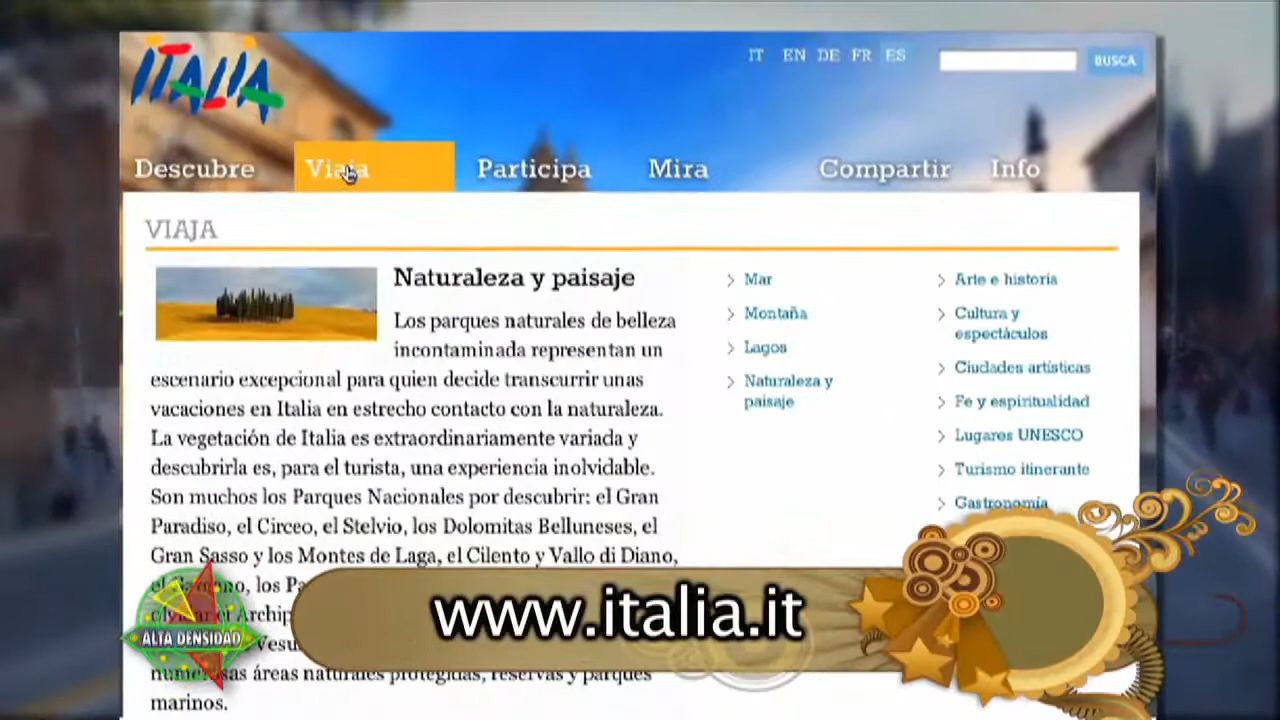 ITALIA
IT EN DE FR ES
BUSCA
Descubre Viaja Participa Mira Compartir Info
VIAJA
Naturaleza y paisaje
Los parques naturales de belleza
incontaminada representan un
escenario excepcional para quien decide transcurrir unas
vacaciones en Italia en estrecho contacto con la naturaleza.
La vegetación de Italia es extraordinariamente variada y
descubrirla es, para el turista, una experiencia inolvidable.
Son muchos los Parques Nacionales por descubrir: el Gran
Paradiso, el Circeo, el Stelvio, los Dolomitas Belluneses, el
Gran Sasso y los Montes de Laga, el Cilento y Vallo di Diano,
el los
numerosas áreas naturales protegidas, reservas y parques
marinos.
Mar
Montaña
Lagos
Naturaleza y
paisaje
Arte e historia
Cultura y
espectáculos
Ciudades artísticas
Fe y espiritualidad
Lugares UNESCO
Turismo itinerante
Gastronomía
ALTA DENSIDAD
www.italia.it